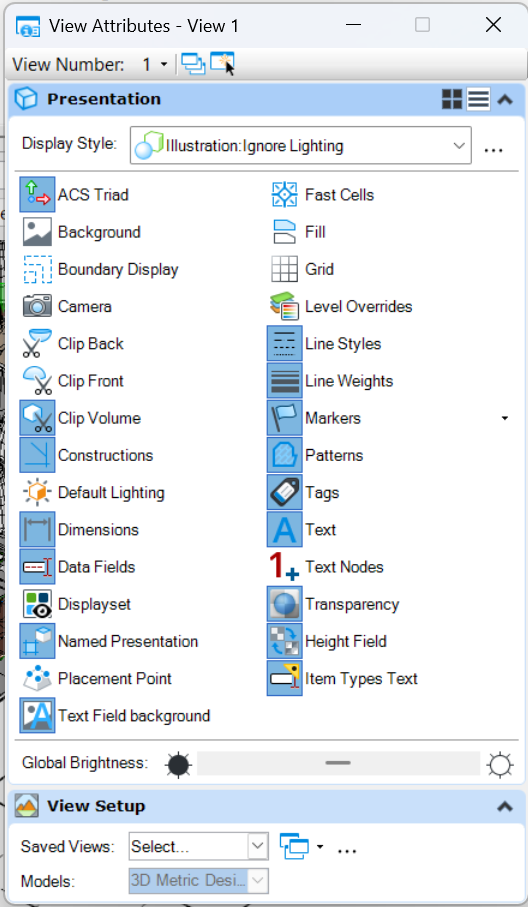 View Attributes - View 1
View Number: 1
Presentation
Display Style: Illustration:Ignore Lighting ...
ACS Triad Fast Cells
Background Fill
Boundary Display Grid
Camera Level Overrides
Clip Back Line Styles
Clip Front Line Weights
Clip Volume Markers
Constructions Patterns
Default Lighting Tags
Dimensions Text
Data Fields Text Nodes
Displayset Transparency
Named Presentation Height Field
Placement Point Item Types Text
Text Field background
Global Brightness:
View Setup
Saved Views: Select... ...
Models: 3D Metric Desi...